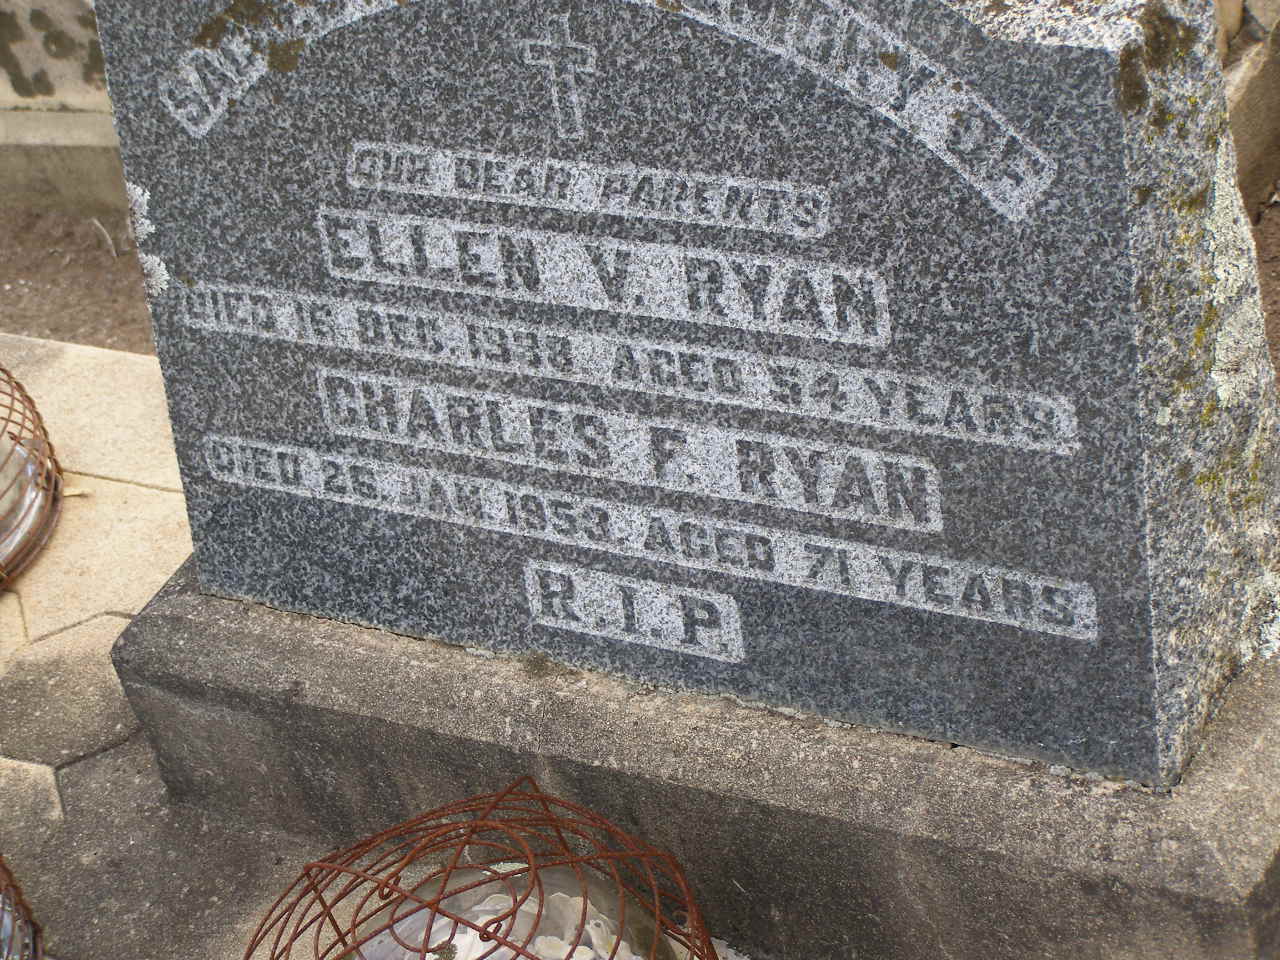 OF
OUR DEAR PARENTS
ELLEN V. RYAN
DIED 16 DEC. 1938 AGED 54 YEARS
CHARLES F. RYAN
DIED 26 JAN. 1953. AGED 71 YEARS
R.I.P.